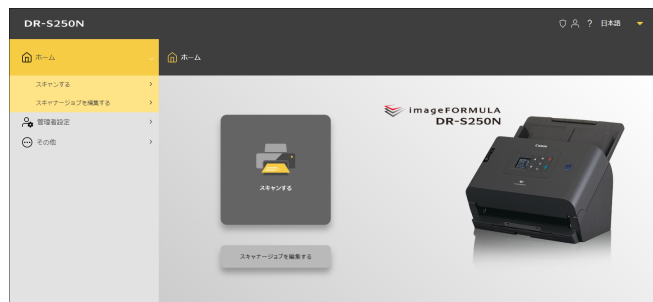 DR-S250N
? 日本語
ホーム
ホーム
スキャンする
スキャナージョブを編集する
管理者設定
その他
imageFORMULA
DR-S250N
Canon
スキャンする
スキャナージョブを編集する